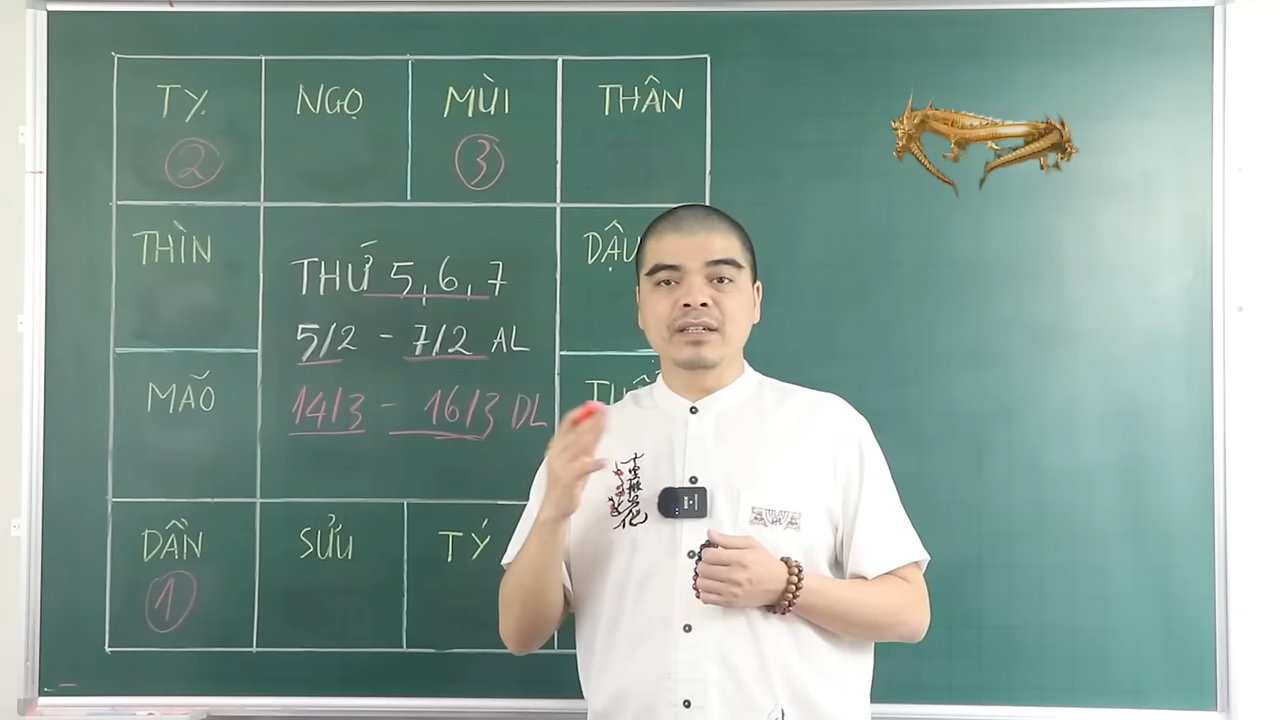 TỴ NGỌ MÙI THÂN
2 3
THÌN DẬU
THỨ 5, 6, 7
5/2 - 7/2 AL
MÃO
14/3 - 16/3 DL
DẦN SỬU TÝ
1